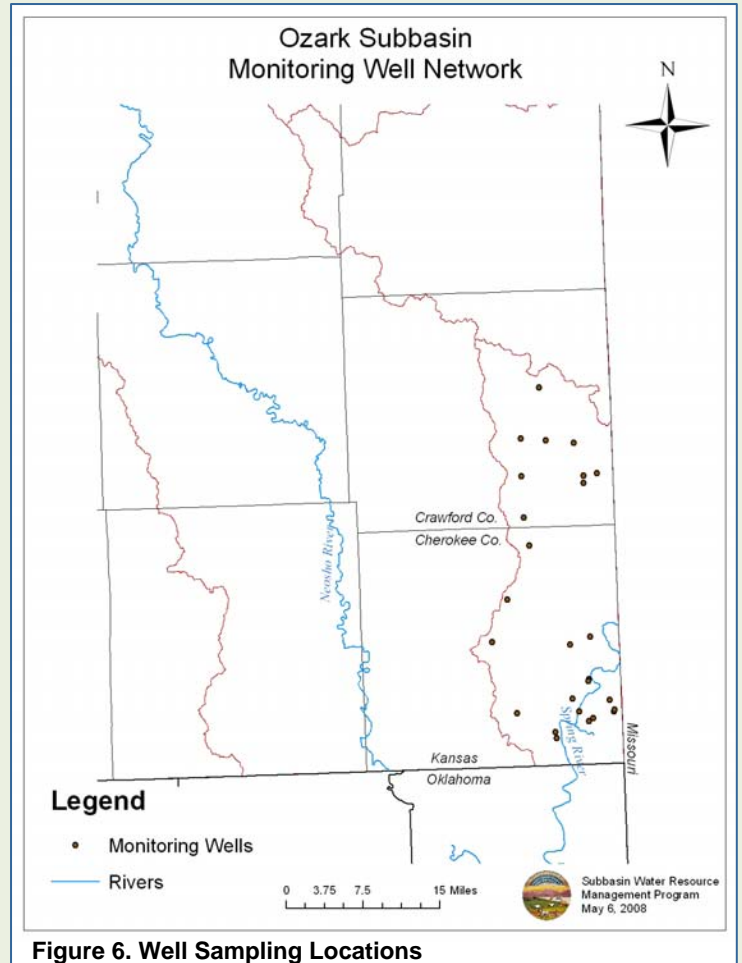 Ozark Subbasin
Monitoring Well Network
N
Crawford Co.
Cherokee Co.
Neosho River
Spring River
Missouri
Kansas
Oklahoma
Legend
Monitoring Wells
Rivers
0 3.75 7.5 15 Miles
Subbasin Water Resource
Management Program
May 6, 2008
Figure 6. Well Sampling Locations